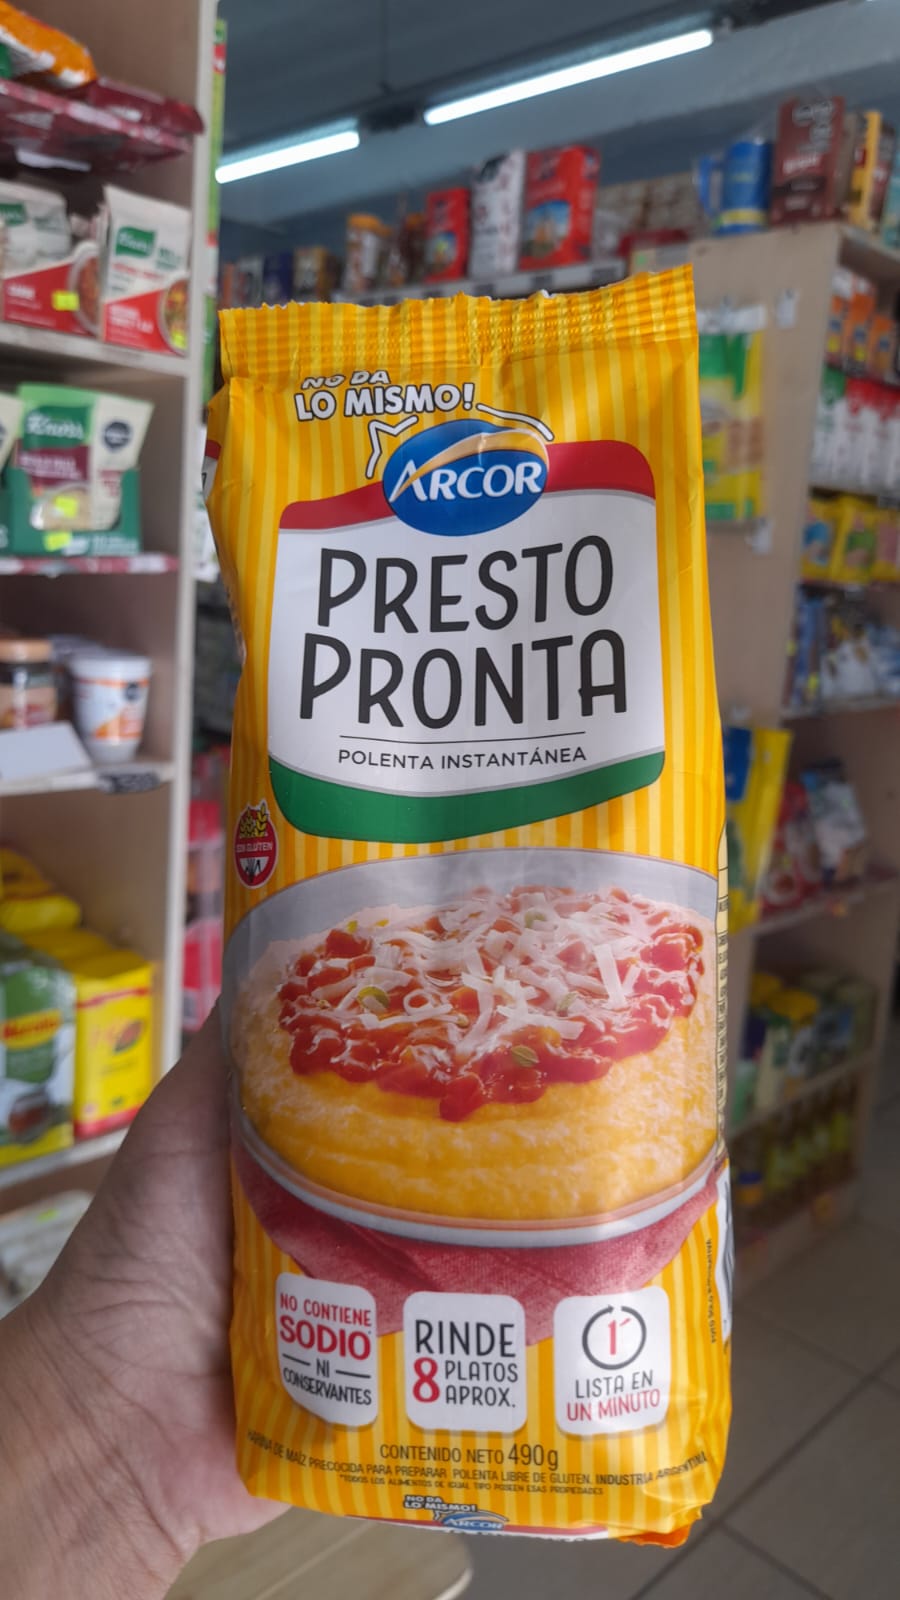 NO DA
LO MISMO!
ARCOR
PRESTO
PRONTA
POLENTA INSTANTÁNEA
SIN GLUTEN
NO CONTIENE
SODIO*
NI
CONSERVANTES
RINDE
8 PLATOS
APROX.
1´
LISTA EN
UN MINUTO
CONTENIDO NETO 490g
HARINA DE MAÍZ PRECOCIDA PARA PREPARAR POLENTA LIBRE DE GLUTEN. INDUSTRIA ARGENTINA
*TODOS LOS ALIMENTOS DE IGUAL TIPO POSEEN ESAS PROPIEDADES
NO DA
LO MISMO!
ARCOR
Knorr
Knorr